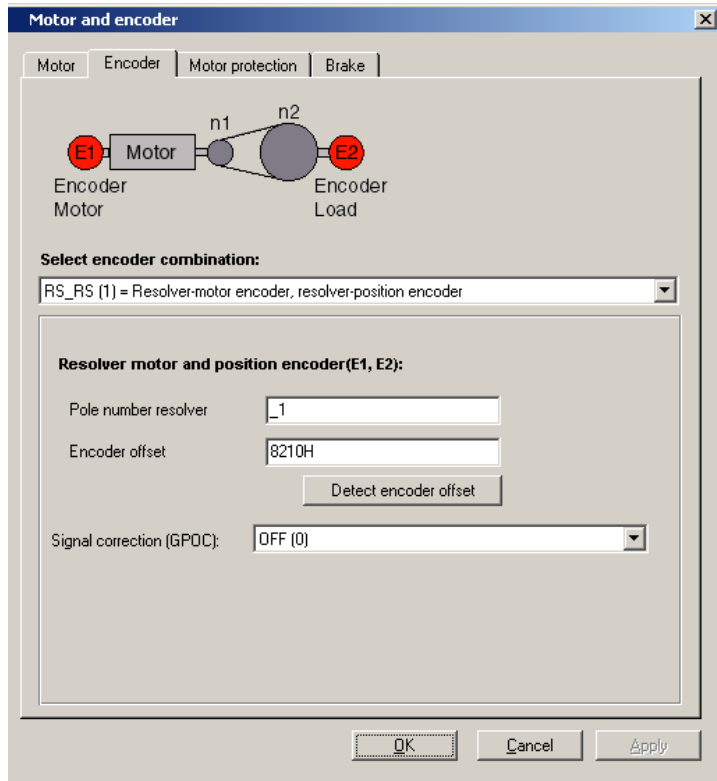 Motor and encoder
Motor Encoder Motor protection Brake
n1 n2
E1 Motor E2
Encoder Encoder
Motor Load
Select encoder combination:
RS_RS (1) = Resolver-motor encoder, resolver-position encoder
Resolver motor and position encoder(E1, E2):
Pole number resolver _1
Encoder offset 8210H
Detect encoder offset
Signal correction (GPOC): OFF (0)
OK Cancel Apply